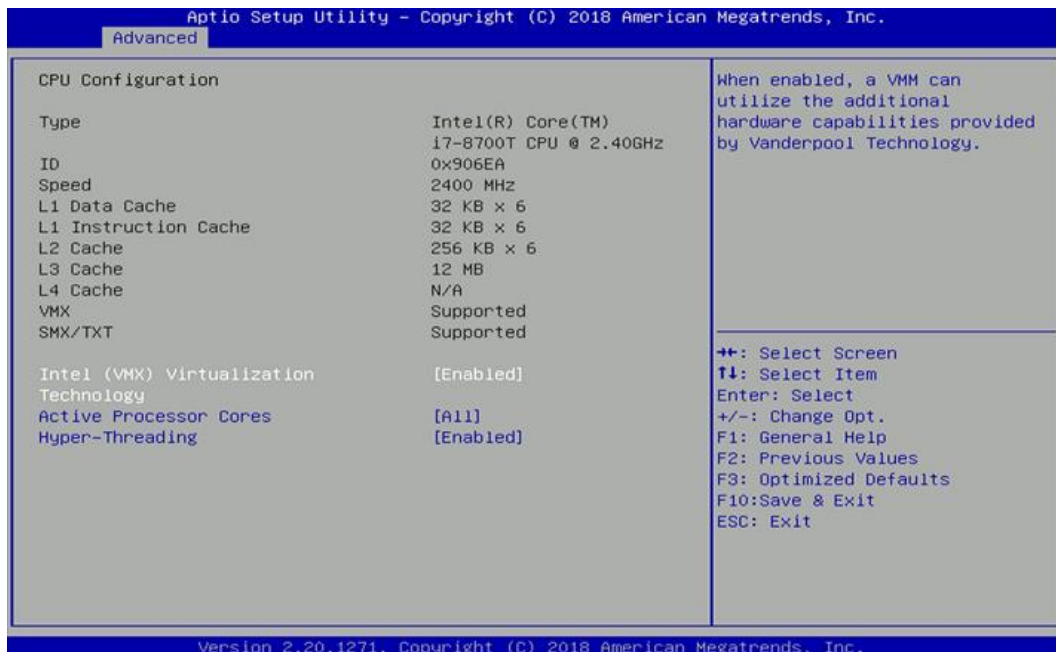 Aptio Setup Utility – Copyright (C) 2018 American Megatrends, Inc.
Advanced
CPU Configuration
Type Intel(R) Core(TM)
i7-8700T CPU @ 2.40GHz
ID 0x906EA
Speed 2400 MHz
L1 Data Cache 32 KB x 6
L1 Instruction Cache 32 KB x 6
L2 Cache 256 KB x 6
L3 Cache 12 MB
L4 Cache N/A
VMX Supported
SMX/TXT Supported
Intel (VMX) Virtualization [Enabled]
Technology
Active Processor Cores [All]
Hyper-Threading [Enabled]
When enabled, a VMM can
utilize the additional
hardware capabilities provided
by Vanderpool Technology.
→←: Select Screen
↑↓: Select Item
Enter: Select
+/-: Change Opt.
F1: General Help
F2: Previous Values
F3: Optimized Defaults
F10:Save & Exit
ESC: Exit
Version 2.20.1271. Copyright (C) 2018 American Megatrends, Inc.